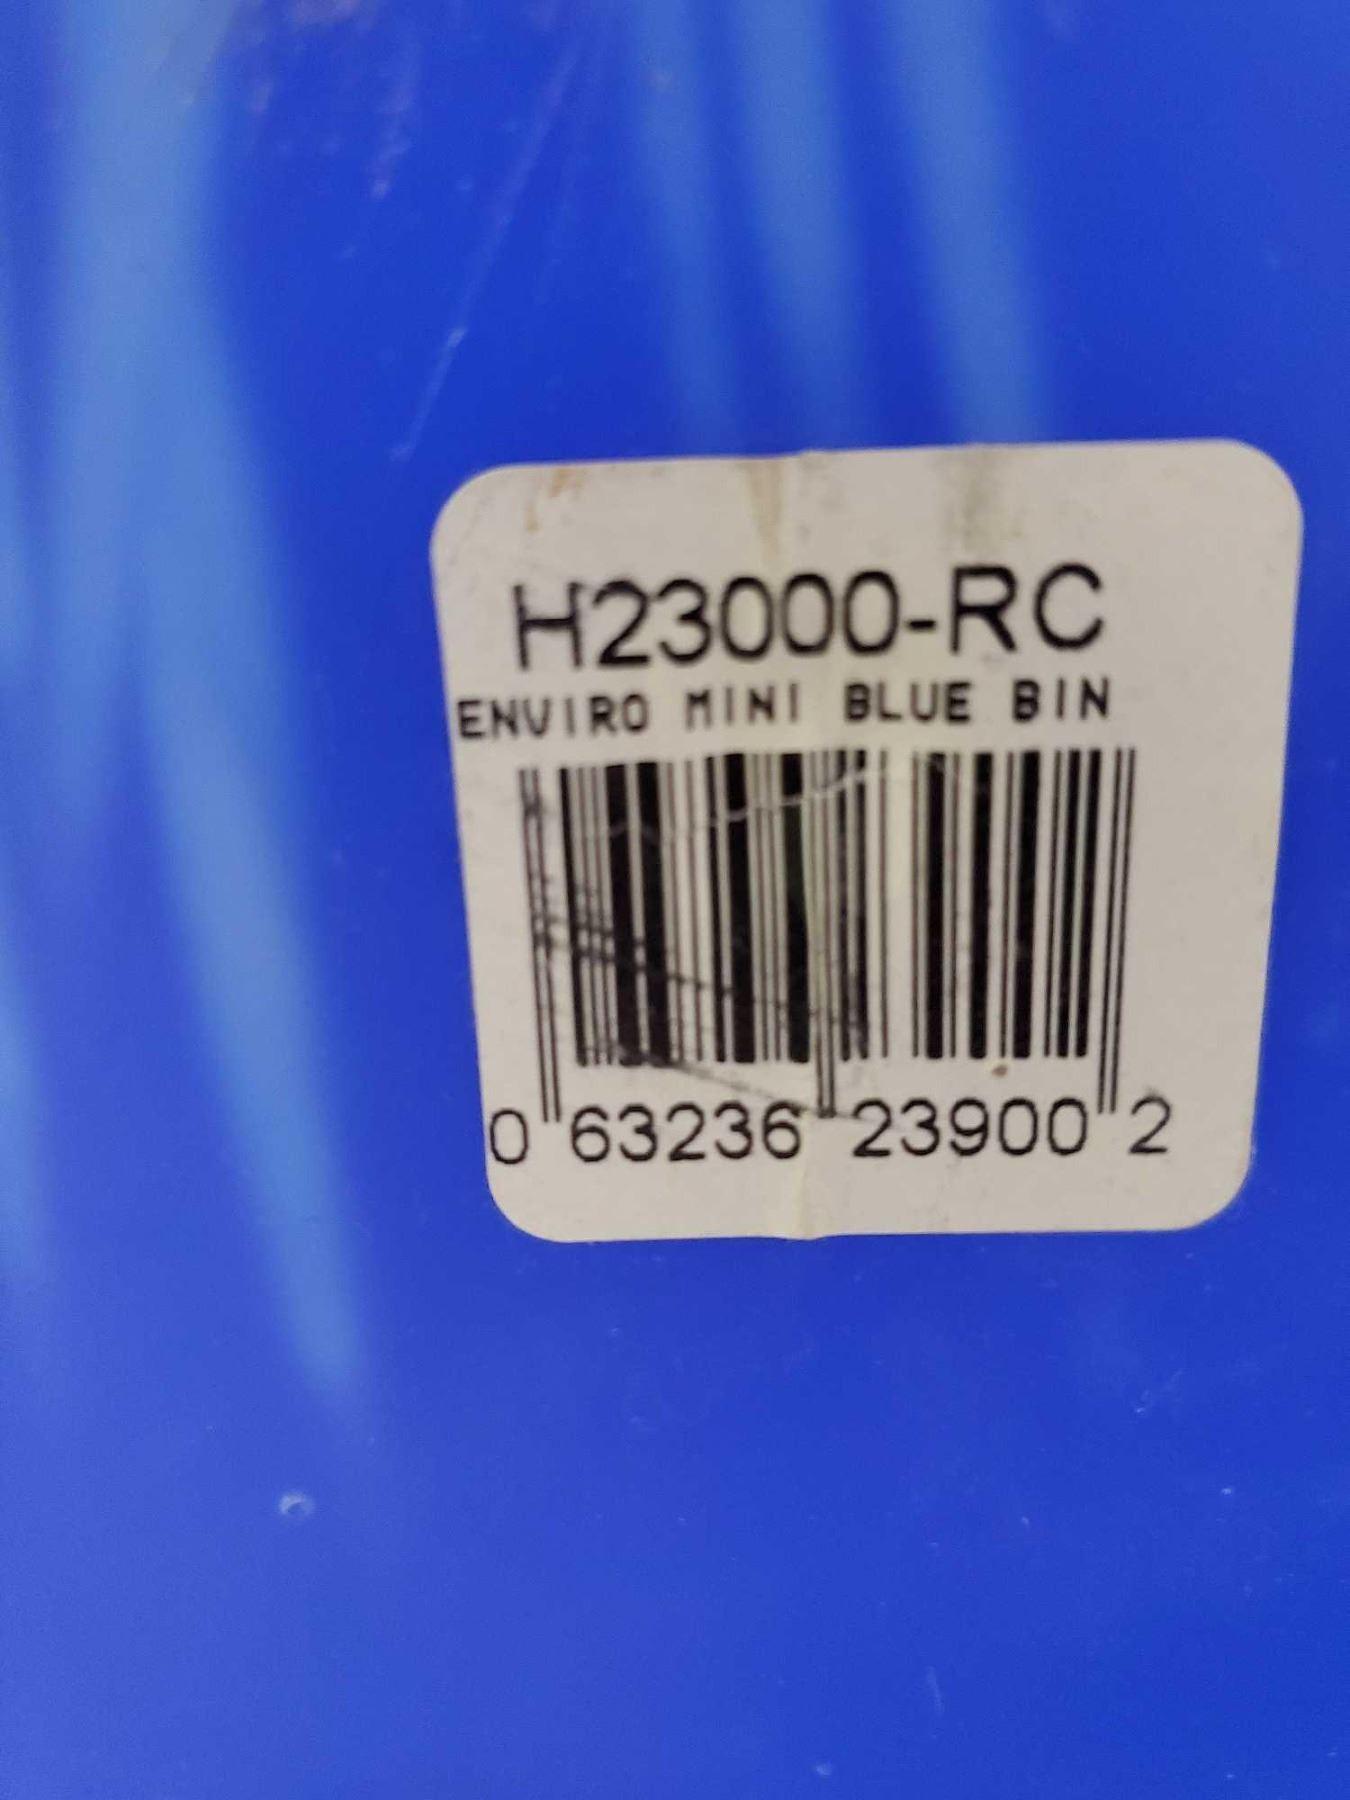 H23000-RC
ENVIRO MINI BLUE BIN
0 63236 23900 2